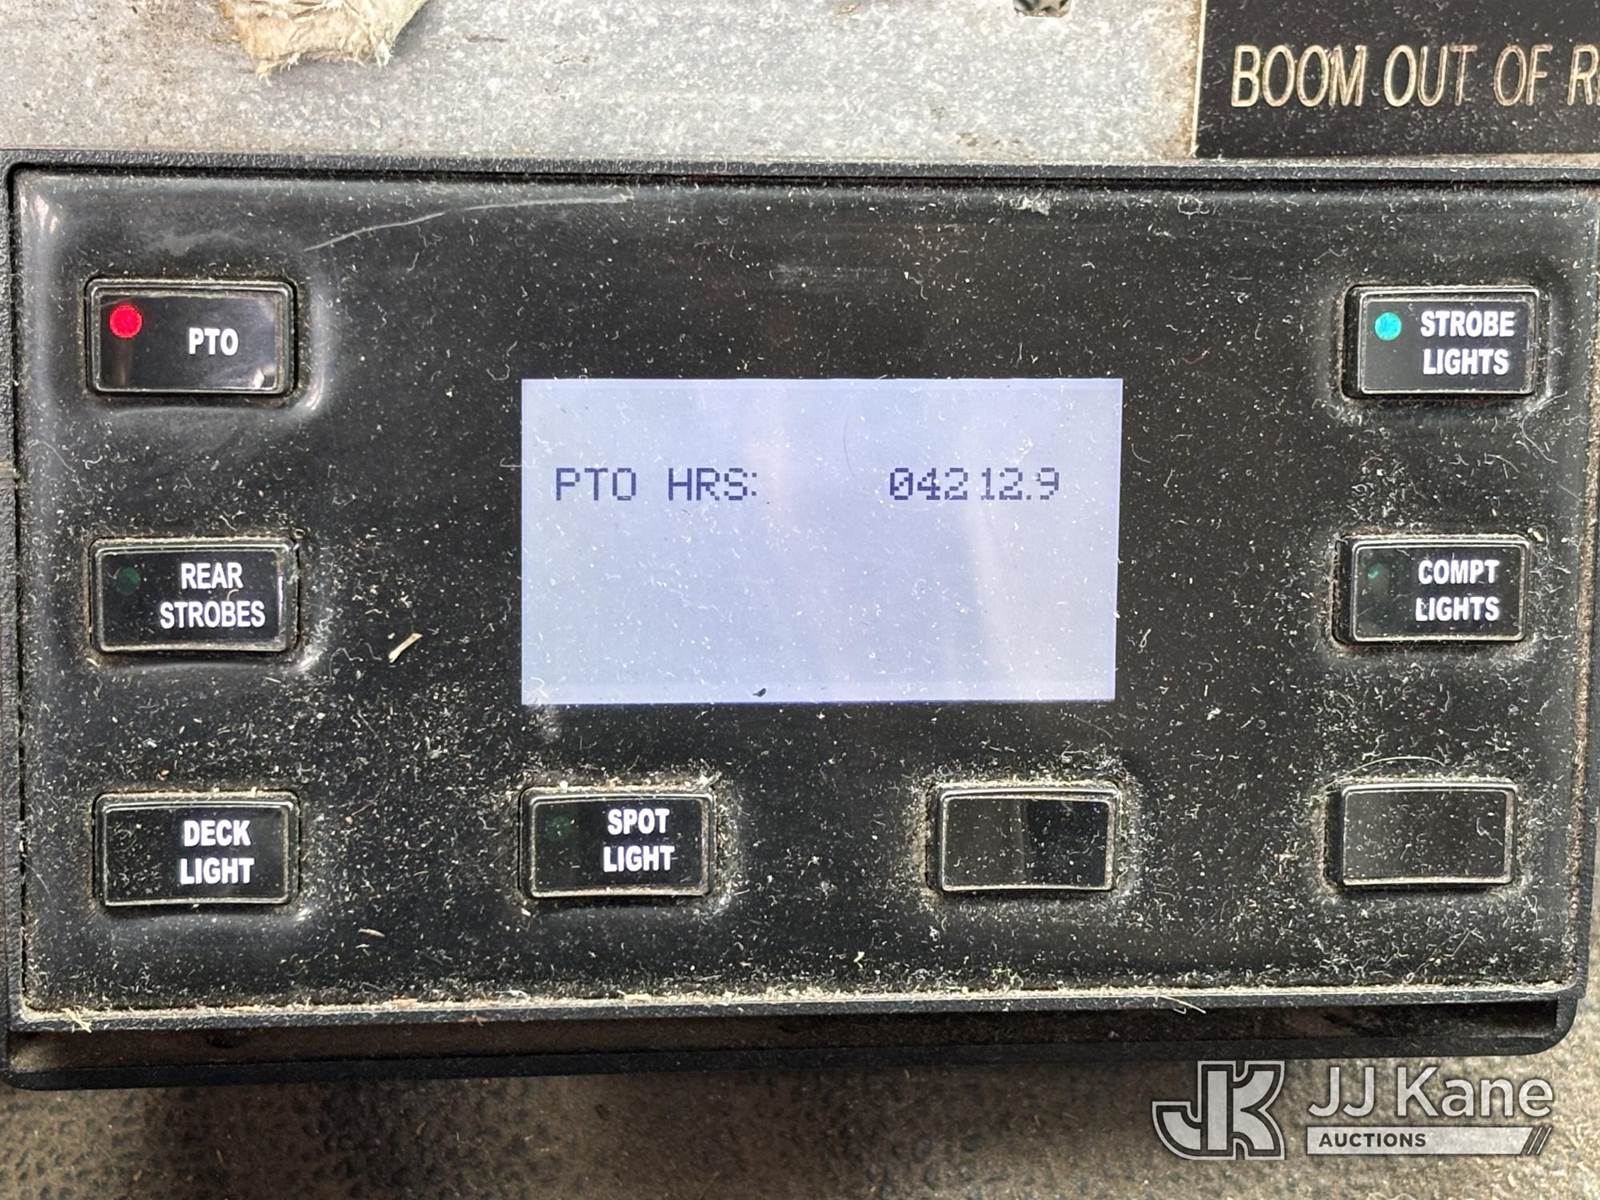 BOOM OUT OF
PTO
STROBE
LIGHTS
PTO HRS: 04212.9
REAR
STROBES
COMPT
LIGHTS
DECK
LIGHT
SPOT
LIGHT
JK JJ Kane
AUCTIONS